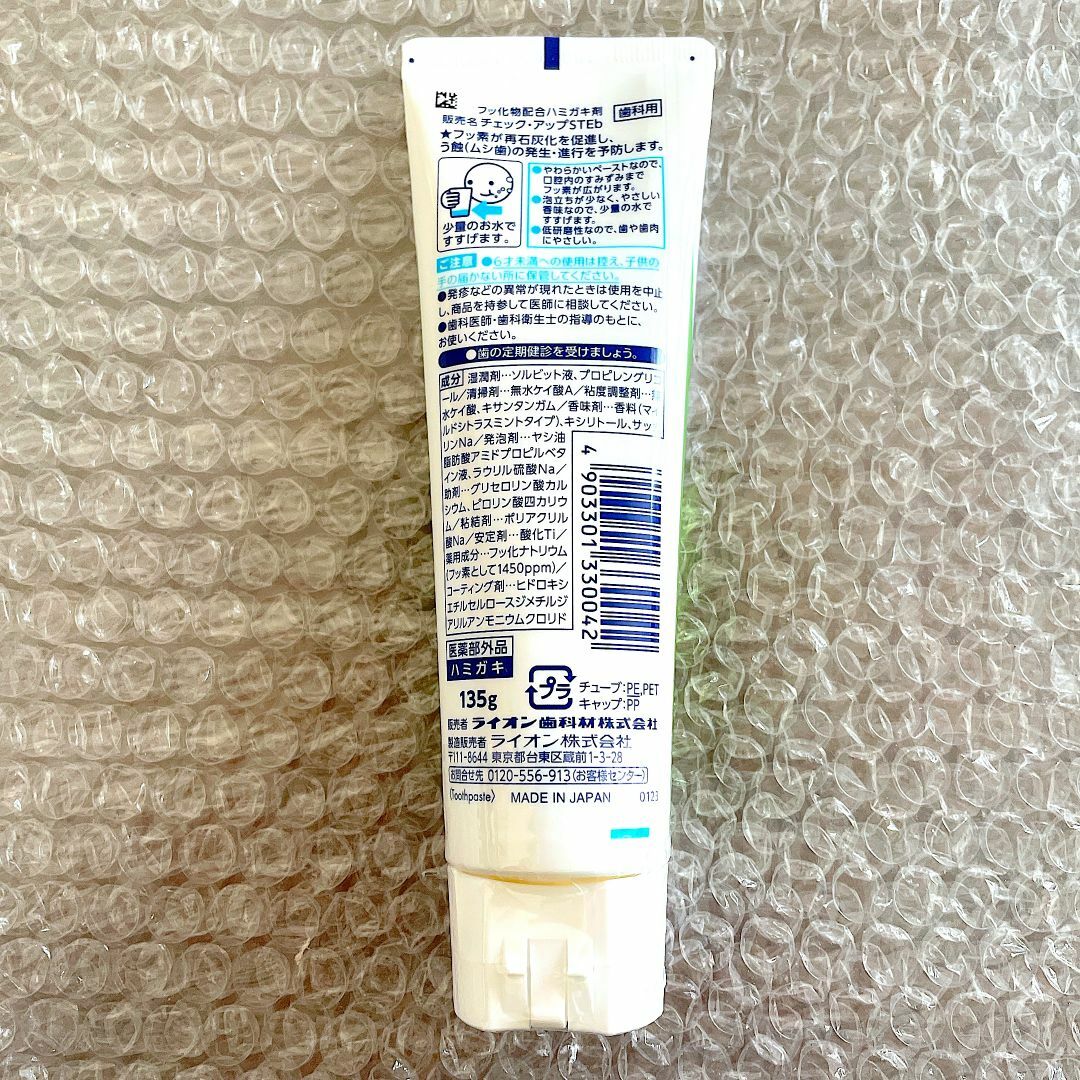 フッ化物配合ハミガキ剤
販売名 チェック・アップSTEb
歯科用
★フッ素が再石灰化を促進し、
う蝕(ムシ歯)の発生・進行を予防します。
少量のお水で
すすげます。
●やわらかいペーストなので、
口腔内のすみずみまで
フッ素が広がります。
●泡立ちが少なく、やさしい
香味なので、少量の水で
すすげます。
●低研磨性なので、歯や歯肉
にやさしい。
ご注意 ●6才未満への使用は控え、子供の
手の届かない所に保管してください。
●発疹などの異常が現れたときは使用を中止
し、商品を持参して医師に相談してください。
●歯科医師・歯科衛生士の指導のもとに、
お使いください。
●歯の定期健診を受けましょう。
成分 湿潤剤…ソルビット液、プロピレングリコ
ール/清掃剤…無水ケイ酸A/粘度調整剤…
水ケイ酸、キサンタンガム/香味剤…香料(マイ
ルドシトラスミントタイプ)、キシリトール、サッ
リンNa/発泡剤…ヤシ油
脂肪酸アミドプロピルベタ
イン液、ラウリル硫酸Na/
助剤…グリセロリン酸カル
シウム、ピロリン酸四カリウ
ム/粘結剤…ポリアクリル
酸Na/安定剤…酸化Ti/
薬用成分…フッ化ナトリウム
(フッ素として1450ppm)/
コーティング剤…ヒドロキシ
エチルセルロースジメチルジ
アリルアンモニウムクロリド
4 903301 330042
医薬部外品
ハミガキ
135g
プラ
チューブ:PE,PET
キャップ:PP
販売者 ライオン歯科材株式会社
製造販売者 ライオン株式会社
〒111-8644 東京都台東区蔵前1-3-28
お問合せ先 0120-556-913(お客様センター)
〈Toothpaste〉 MADE IN JAPAN 0123